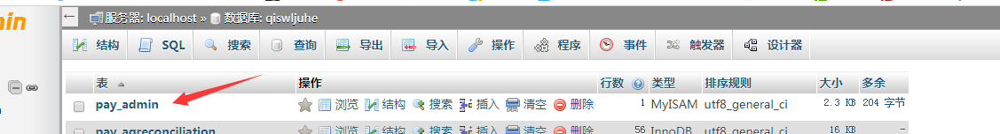 min
服务器: localhost » 数据库: qiswljuhe
结构 SQL 搜索 查询 导出 导入 操作 程序 事件 触发器 设计器
表 操作 行数 类型 排序规则 大小 多余
pay_admin 浏览 结构 搜索 插入 清空 删除 1 MyISAM utf8_general_ci 2.3 KB 204 字节
pay_agreconciliation 浏览 结构 搜索 插入 清空 删除 56 InnoDB utf8_general_ci 16 KB -